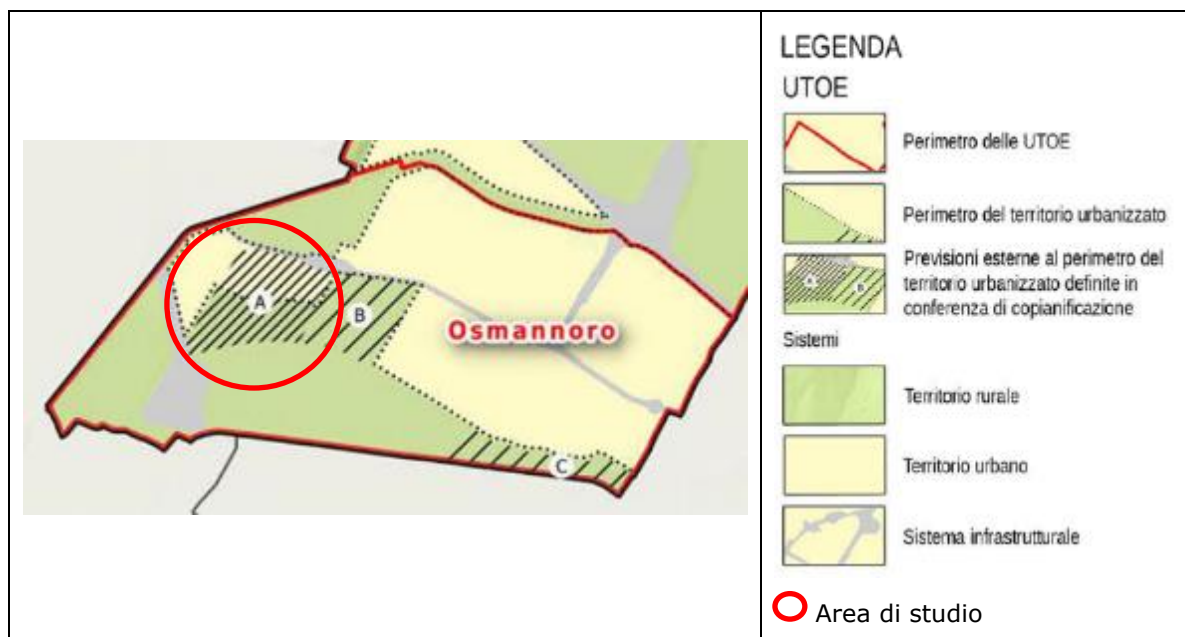 A
B
Osmannoro
C
LEGENDA
UTOE
Perimetro delle UTOE
Perimetro del territorio urbanizzato
A
B
Previsioni esterne al perimetro del
territorio urbanizzato definite in
conferenza di copianificazione
Sistemi
Territorio rurale
Territorio urbano
Sistema infrastrutturale
Area di studio